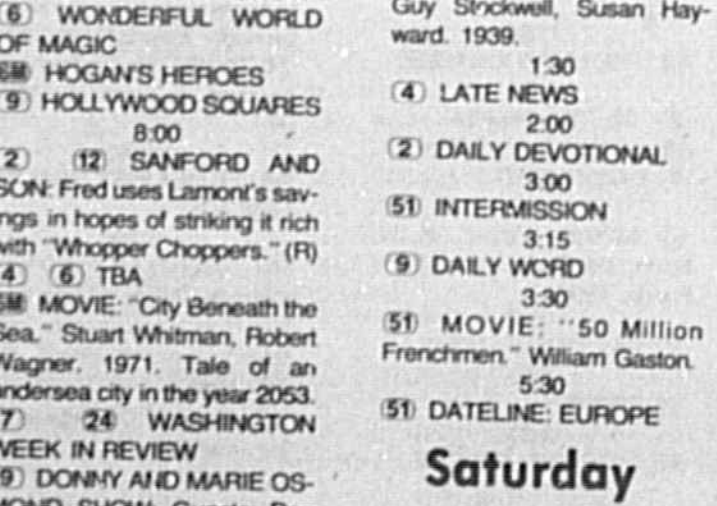 (6) WONDERFUL WORLD
OF MAGIC
HOGAN'S HEROES
(9) HOLLYWOOD SQUARES
8:00
2) (12) SANFORD AND
SON: Fred uses Lamont's sav-
ings in hopes of striking it rich
with "Whopper Choppers." (R)
4) (6) TBA
MOVIE: "City Beneath the
Sea." Stuart Whitman, Robert
Wagner. 1971. Tale of an
undersea city in the year 2053.
7) (24) WASHINGTON
WEEK IN REVIEW
9) DONNY AND MARIE OS-
MOND SHOW:
Guy Stockwell, Susan Hay-
ward. 1939.
1:30
(4) LATE NEWS
2:00
(2) DAILY DEVOTIONAL
3:00
(51) INTERMISSION
3:15
(9) DAILY WORD
3:30
(51) MOVIE: "50 Million
Frenchmen." William Gaston.
5:30
(51) DATELINE: EUROPE
Saturday